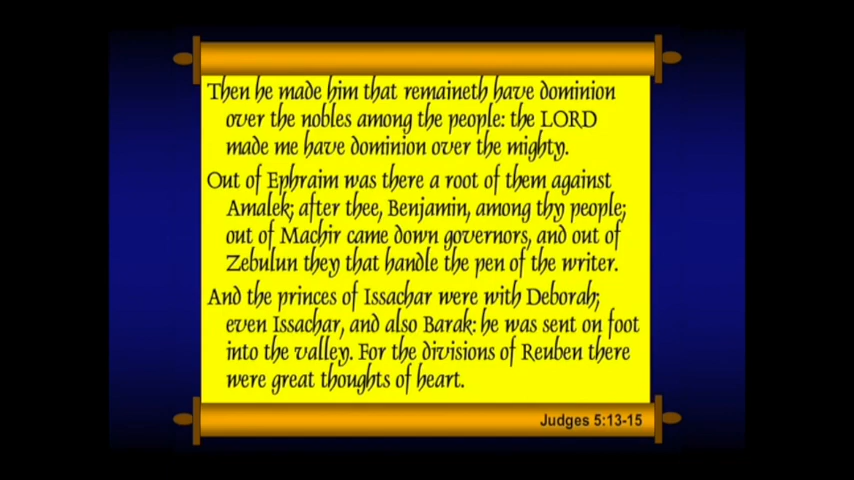 Then he made him that remaineth have dominion
over the nobles among the people: the LORD
made me have dominion over the mighty.
Out of Ephraim was there a root of them against
Amalek; after thee, Benjamin, among thy people;
out of Machir came down governors, and out of
Zebulun they that handle the pen of the writer.
And the princes of Issachar were with Deborah;
even Issachar, and also Barak: he was sent on foot
into the valley. For the divisions of Reuben there
were great thoughts of heart.
Judges 5:13-15